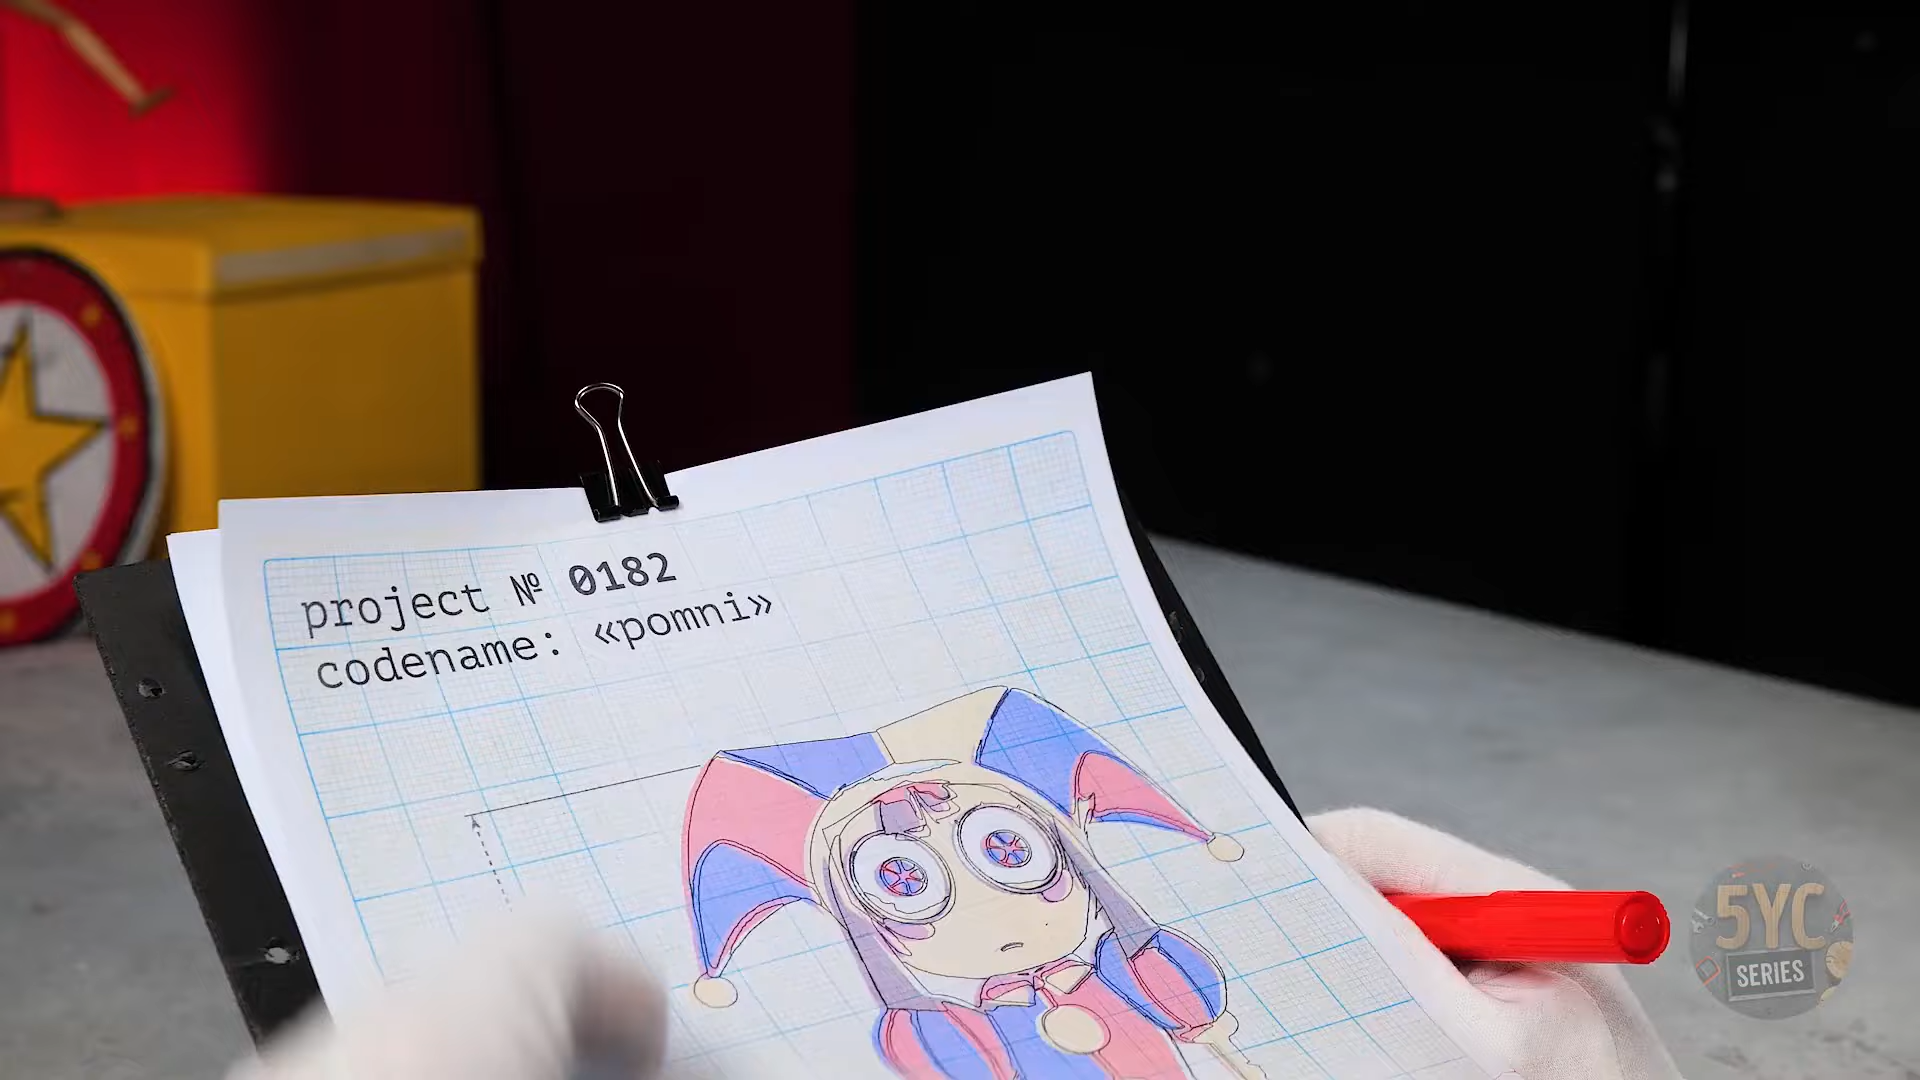 project № 0182
codename: «pomni»
5YC
SERIES